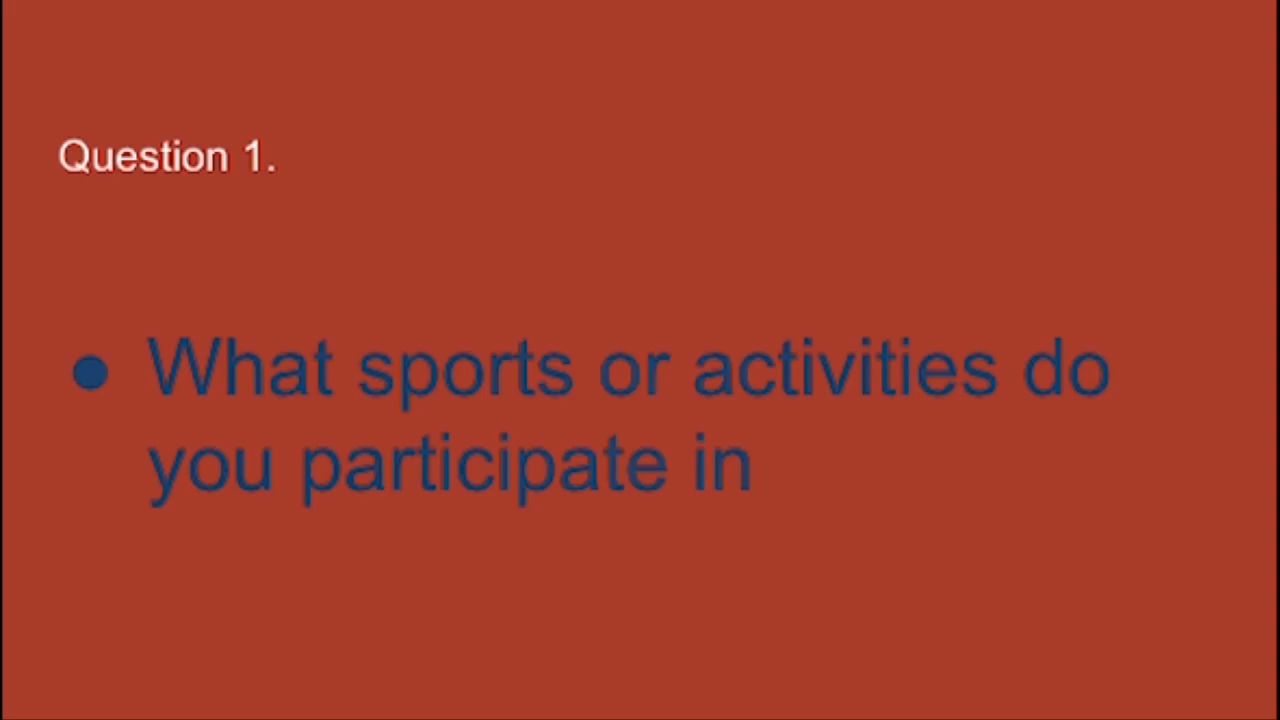 Question 1.
● What sports or activities do
you participate in